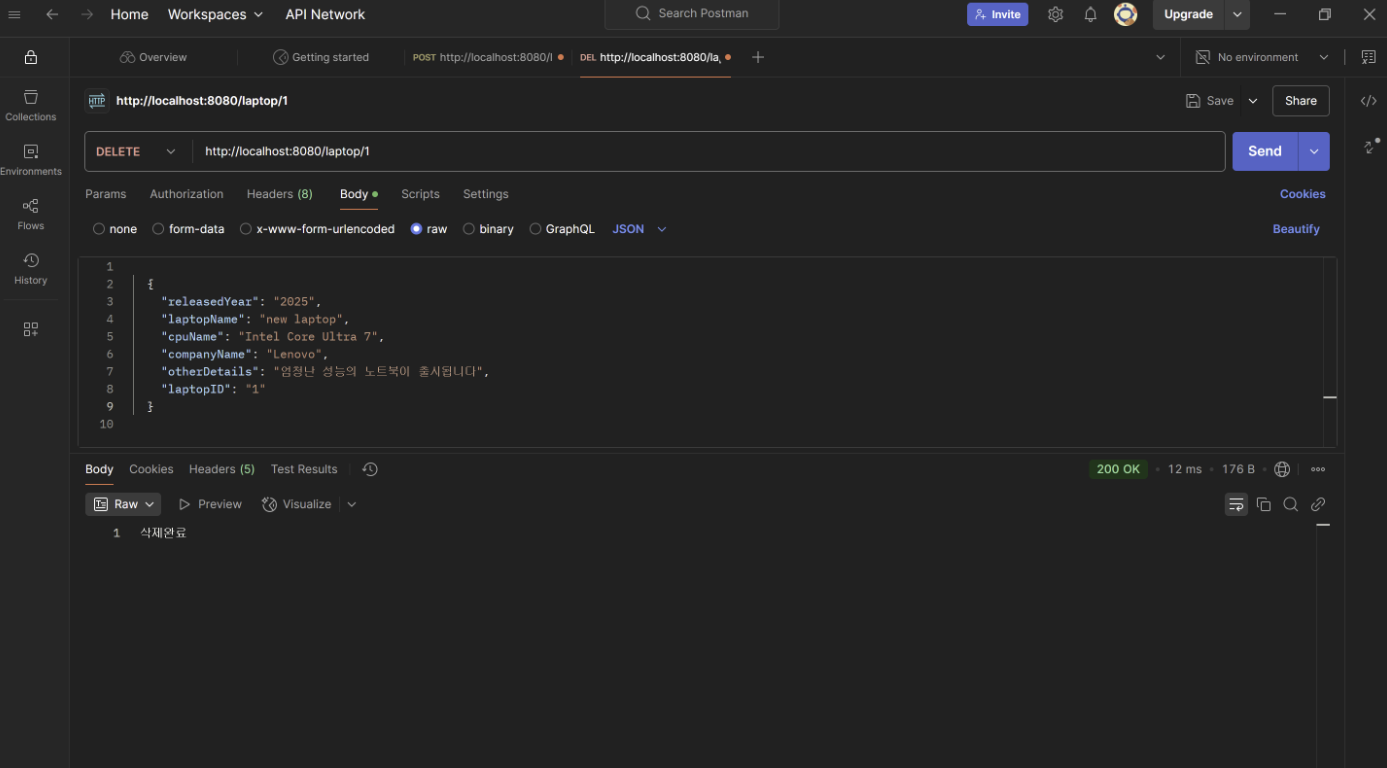 Home Workspaces API Network Search Postman Invite Upgrade
Overview Getting started POST http://localhost:8080/l DEL http://localhost:8080/la, No environment
HTTP http://localhost:8080/laptop/1 Save Share
Collections
DELETE http://localhost:8080/laptop/1 Send
Environments
Params Authorization Headers (8) Body Scripts Settings Cookies
Flows
none form-data x-www-form-urlencoded raw binary GraphQL JSON Beautify
History
1
2 {
3 "releasedYear": "2025",
4 "laptopName": "new laptop",
5 "cpuName": "Intel Core Ultra 7",
6 "companyName": "Lenovo",
7 "otherDetails": "엄청난 성능의 노트북이 출시됩니다",
8 "laptopID": "1"
9 }
10
Body Cookies Headers (5) Test Results 200 OK 12 ms 176 B
Raw Preview Visualize
1 삭제완료